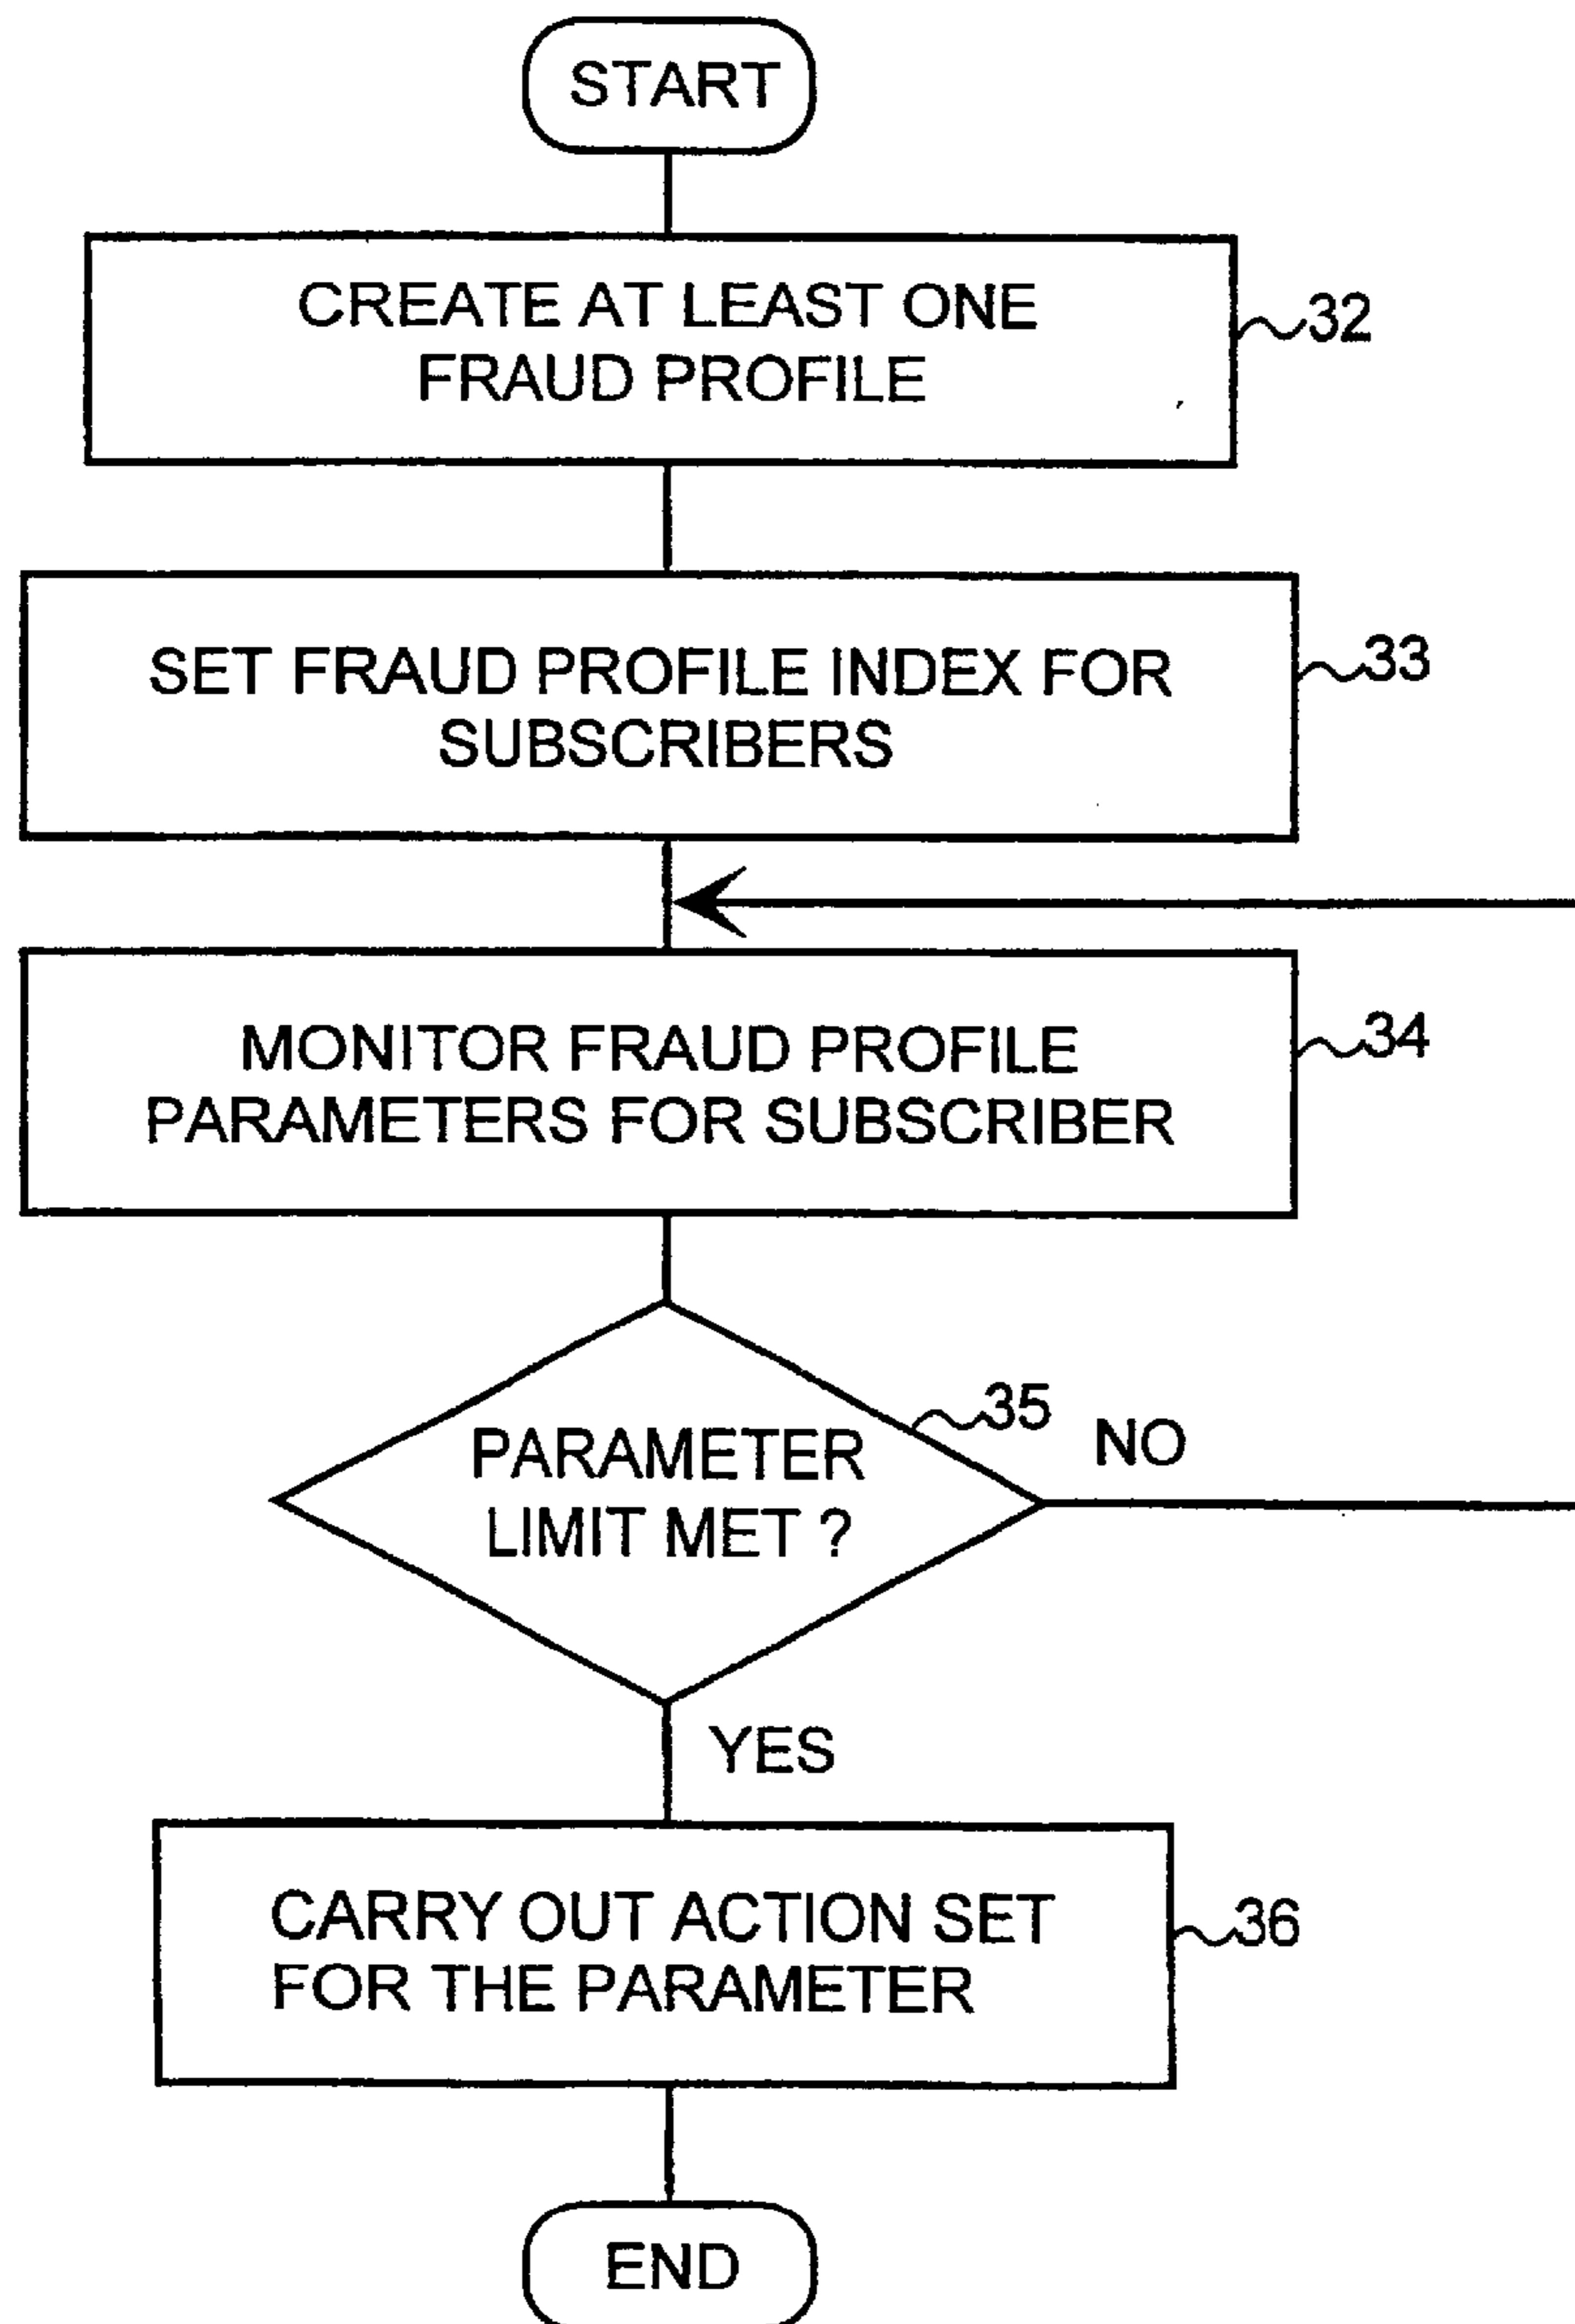 START
CREATE AT LEAST ONE
FRAUD PROFILE
32
SET FRAUD PROFILE INDEX FOR
SUBSCRIBERS
33
MONITOR FRAUD PROFILE
PARAMETERS FOR SUBSCRIBER
34
PARAMETER
LIMIT MET ?
35
NO
YES
CARRY OUT ACTION SET
FOR THE PARAMETER
36
END